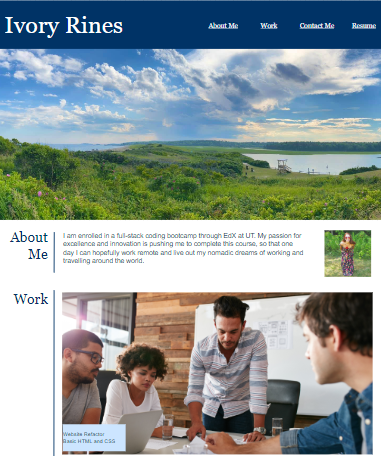 Ivory Rines
About Me Work Contact Me Resume
About
Me
I am enrolled in a full-stack coding bootcamp through EdX at UT. My passion for
excellence and innovation is pushing me to complete this course, so that one
day I can hopefully work remote and live out my nomadic dreams of working and
travelling around the world.
Work
Website Refactor
Basic HTML and CSS